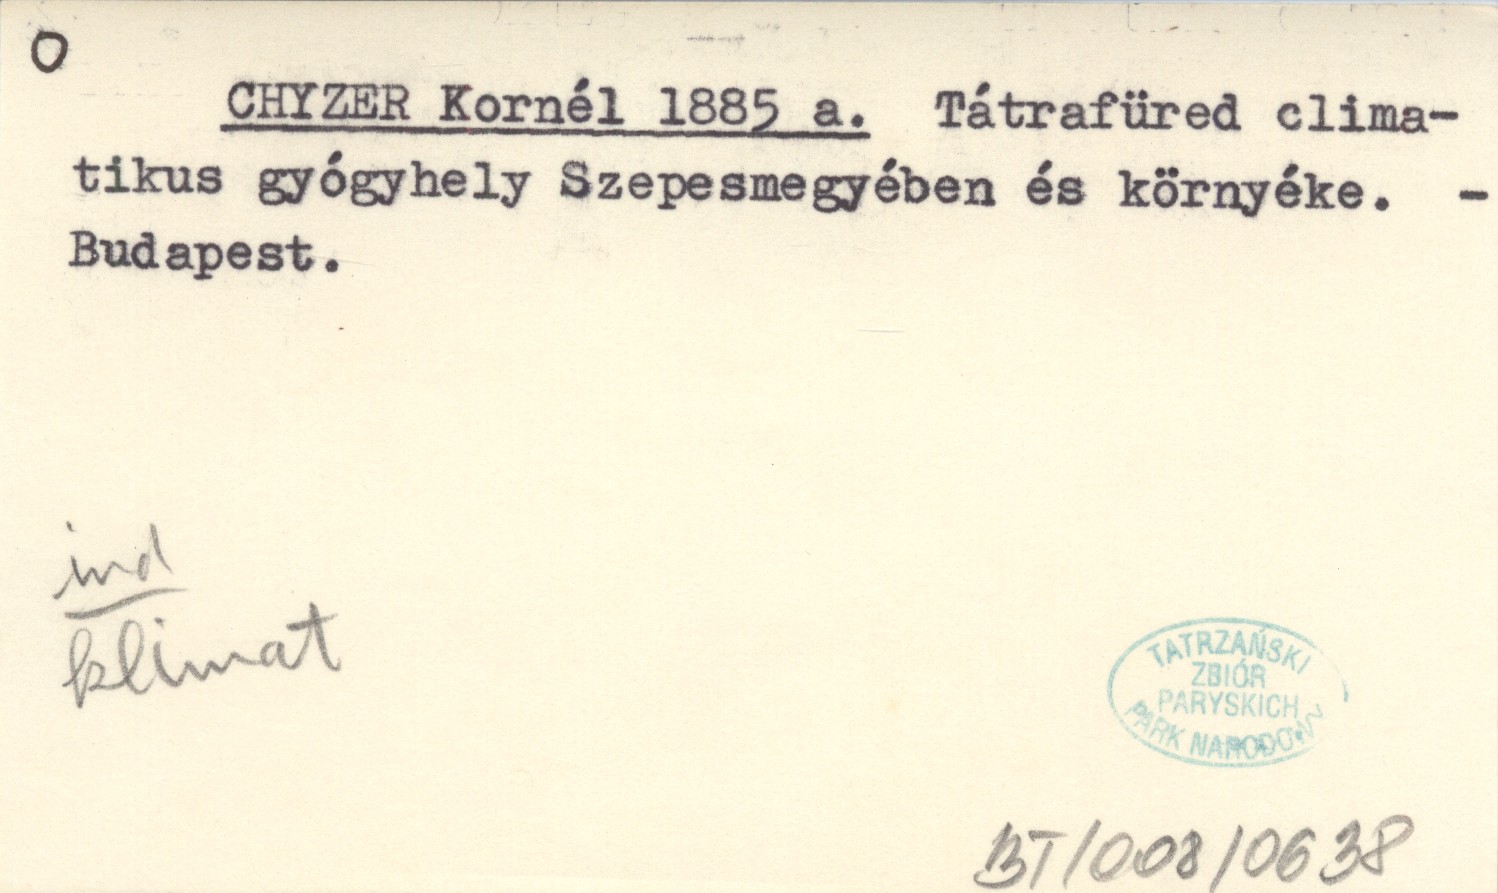 O
CHYZER Kornél 1885 a. Tátrafüred clima-
tikus gyógyhely Szepesmegyében és környéke. -
Budapest.
ind
klimat
TATRZAŃSKI
ZBIÓR
PARYSKICH
PARK NARODOWY
BT/008/0638